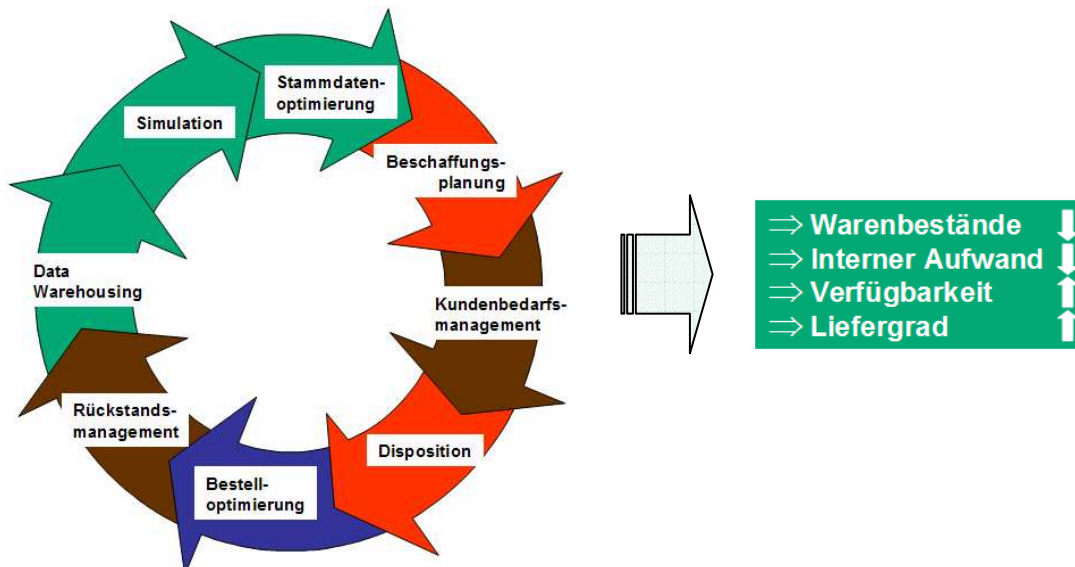 Stammdaten-
optimierung
Simulation
Beschaffungs-
planung
Data
Warehousing
Kundenbedarfs-
management
Rückstands-
management
Disposition
Bestell-
optimierung
⇒ Warenbestände ⬇
⇒ Interner Aufwand ⬇
⇒ Verfügbarkeit ⬆
⇒ Liefergrad ⬆